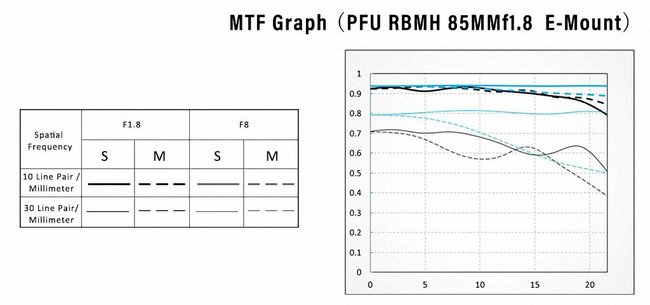 MTF Graph（PFU RBMH 85MMf1.8 E-Mount）
Spatial Frequency
F1.8 F8
S M S M
10 Line Pair / Millimeter
30 Line Pair/ Millimeter
1
0.9
0.8
0.7
0.6
0.5
0.4
0.3
0.2
0.1
0
0 5 10 15 20